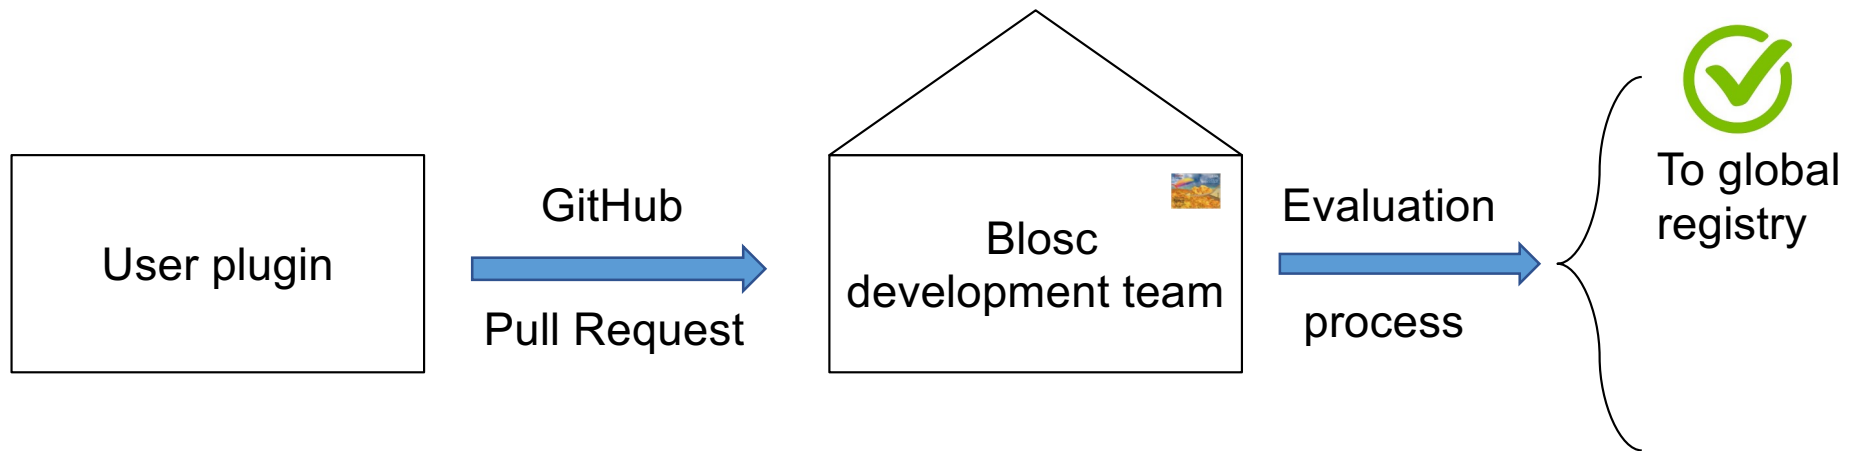 User plugin
GitHub
Pull Request
Blosc
development team
Evaluation
process
To global
registry